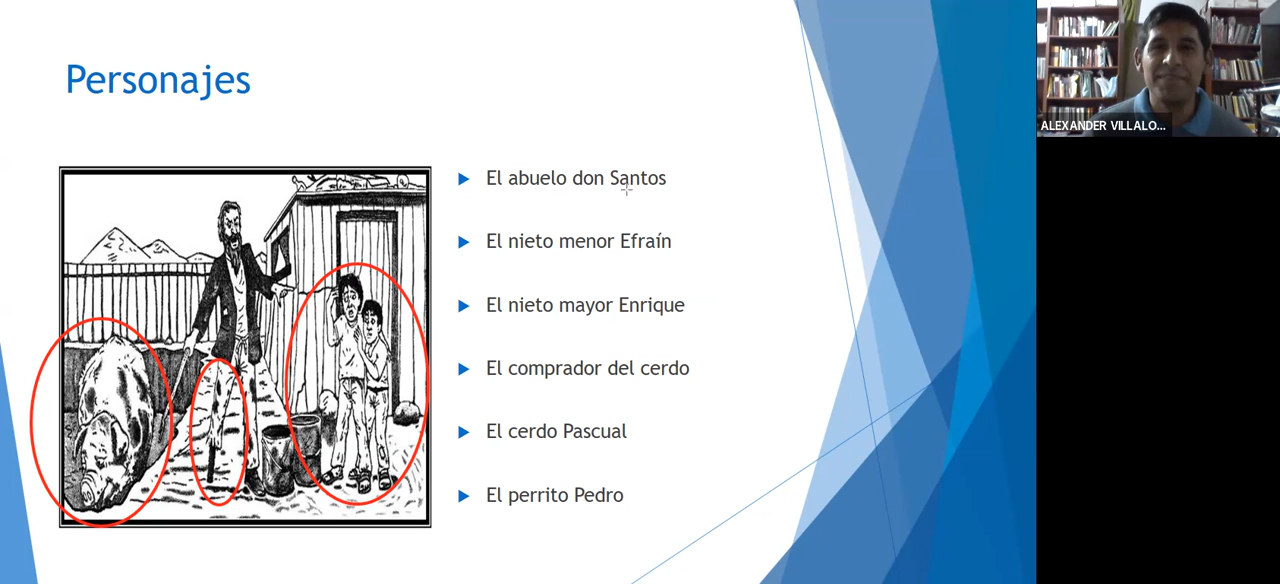 Personajes
El abuelo don Santos
El nieto menor Efraín
El nieto mayor Enrique
El comprador del cerdo
El cerdo Pascual
El perrito Pedro
ALEXANDER VILLALO...